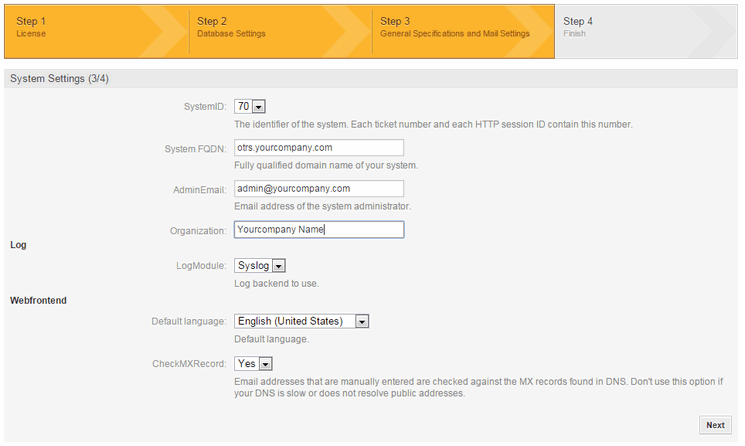 Step 1
License
Step 2
Database Settings
Step 3
General Specifications and Mail Settings
Step 4
Finish
System Settings (3/4)
SystemID: 70
The identifier of the system. Each ticket number and each HTTP session ID contain this number.
System FQDN: otrs.yourcompany.com
Fully qualified domain name of your system.
AdminEmail: admin@yourcompany.com
Email address of the system administrator.
Organization: Yourcompany Name
Log
LogModule: Syslog
Log backend to use.
Webfrontend
Default language: English (United States)
Default language.
CheckMXRecord: Yes
Email addresses that are manually entered are checked against the MX records found in DNS. Don't use this option if
your DNS is slow or does not resolve public addresses.
Next